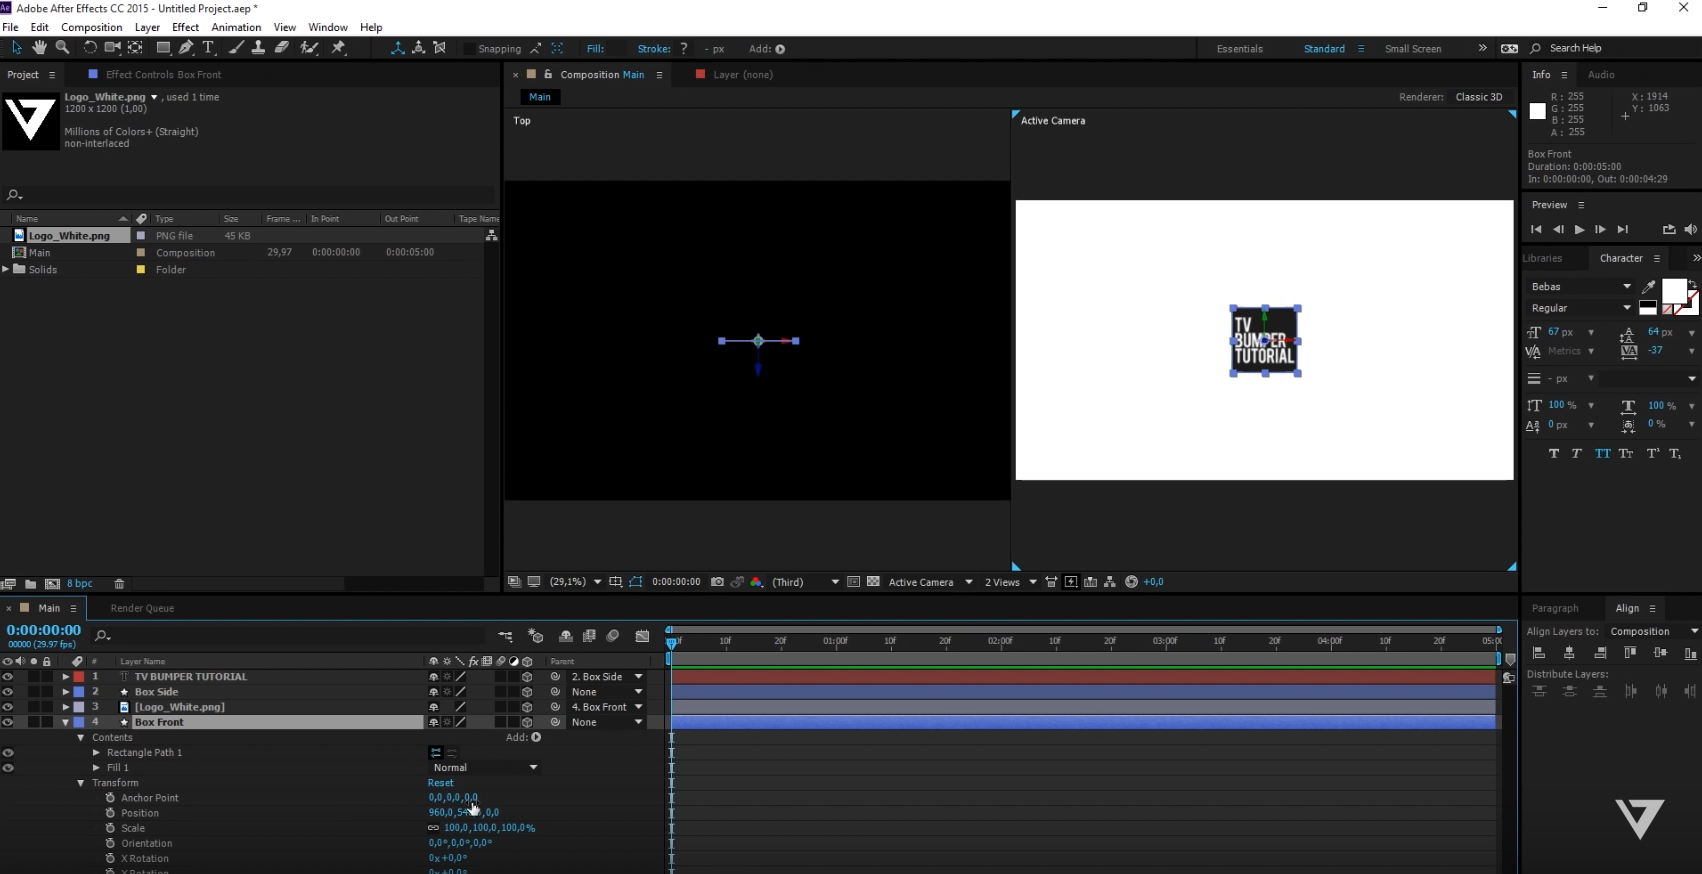 Adobe After Effects CC 2015 - Untitled Project.aep *
File Edit Composition Layer Effect Animation View Window Help
Snapping Fill: Stroke: ? - px Add: Essentials Standard Small Screen Search Help
Project Effect Controls Box Front Composition Main Layer (none) Info Audio
Logo_White.png , used 1 time
1200 x 1200 (1,00)
Millions of Colors+ (Straight)
non-interlaced
Main Renderer: Classic 3D
R: 255 X: 1914
G: 255 Y: 1063
B: 255
A: 255
Top Active Camera
Box Front
Duration: 0:00:05:00
In: 0:00:00:00, Out: 0:00:04:29
Preview
Name Type Size Frame ... In Point Out Point Tape Name
Logo_White.png PNG file 45 KB
Main Composition 29,97 0:00:00:00 0:00:05:00
Solids Folder
Libraries Character
Bebas
Regular
67 px 64 px
Metrics -37
- px
100 % 100 %
0 px 0 %
T T TT Tr T¹ T₁
TV
BUMPER
TUTORIAL
8 bpc (29,1%) 0:00:00:00 (Third) Active Camera 2 Views +0,0
Main Render Queue Paragraph Align
0:00:00:00
00000 (29.97 fps)
10f 20f 01:00f 10f 20f 02:00f 10f 20f 03:00f 10f 20f 04:00f 10f 20f 05:00
Align Layers to: Composition
Distribute Layers:
# Layer Name Parent
1 TV BUMPER TUTORIAL 2. Box Side
2 Box Side None
3 [Logo_White.png] 4. Box Front
4 Box Front None
Contents Add:
Rectangle Path 1
Fill 1 Normal
Transform Reset
Anchor Point 0,0,0,0,0,0
Position
Scale 100,0,100,0,100,0%
Orientation 0,0°,0,0°,0,0°
X Rotation 0x+0,0°